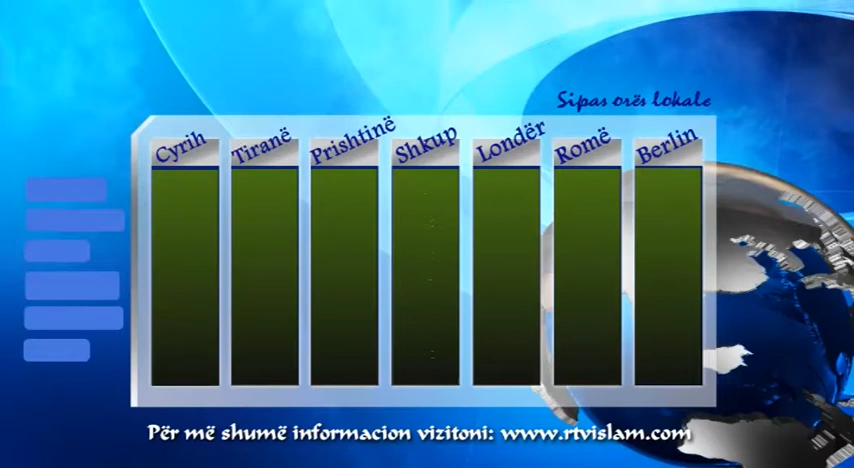 Sipas orës lokale
Cyrih Tiranë Prishtinë Shkup Londër Romë Berlin
Për më shumë informacion vizitoni: www.rtvislam.com